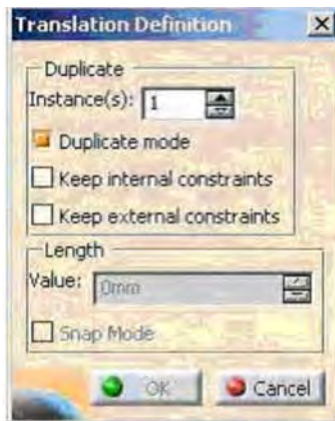 Translation Definition
Duplicate
Instance(s): 1
Duplicate mode
Keep internal constraints
Keep external constraints
Length
Value: 0mm
Snap Mode
OK Cancel